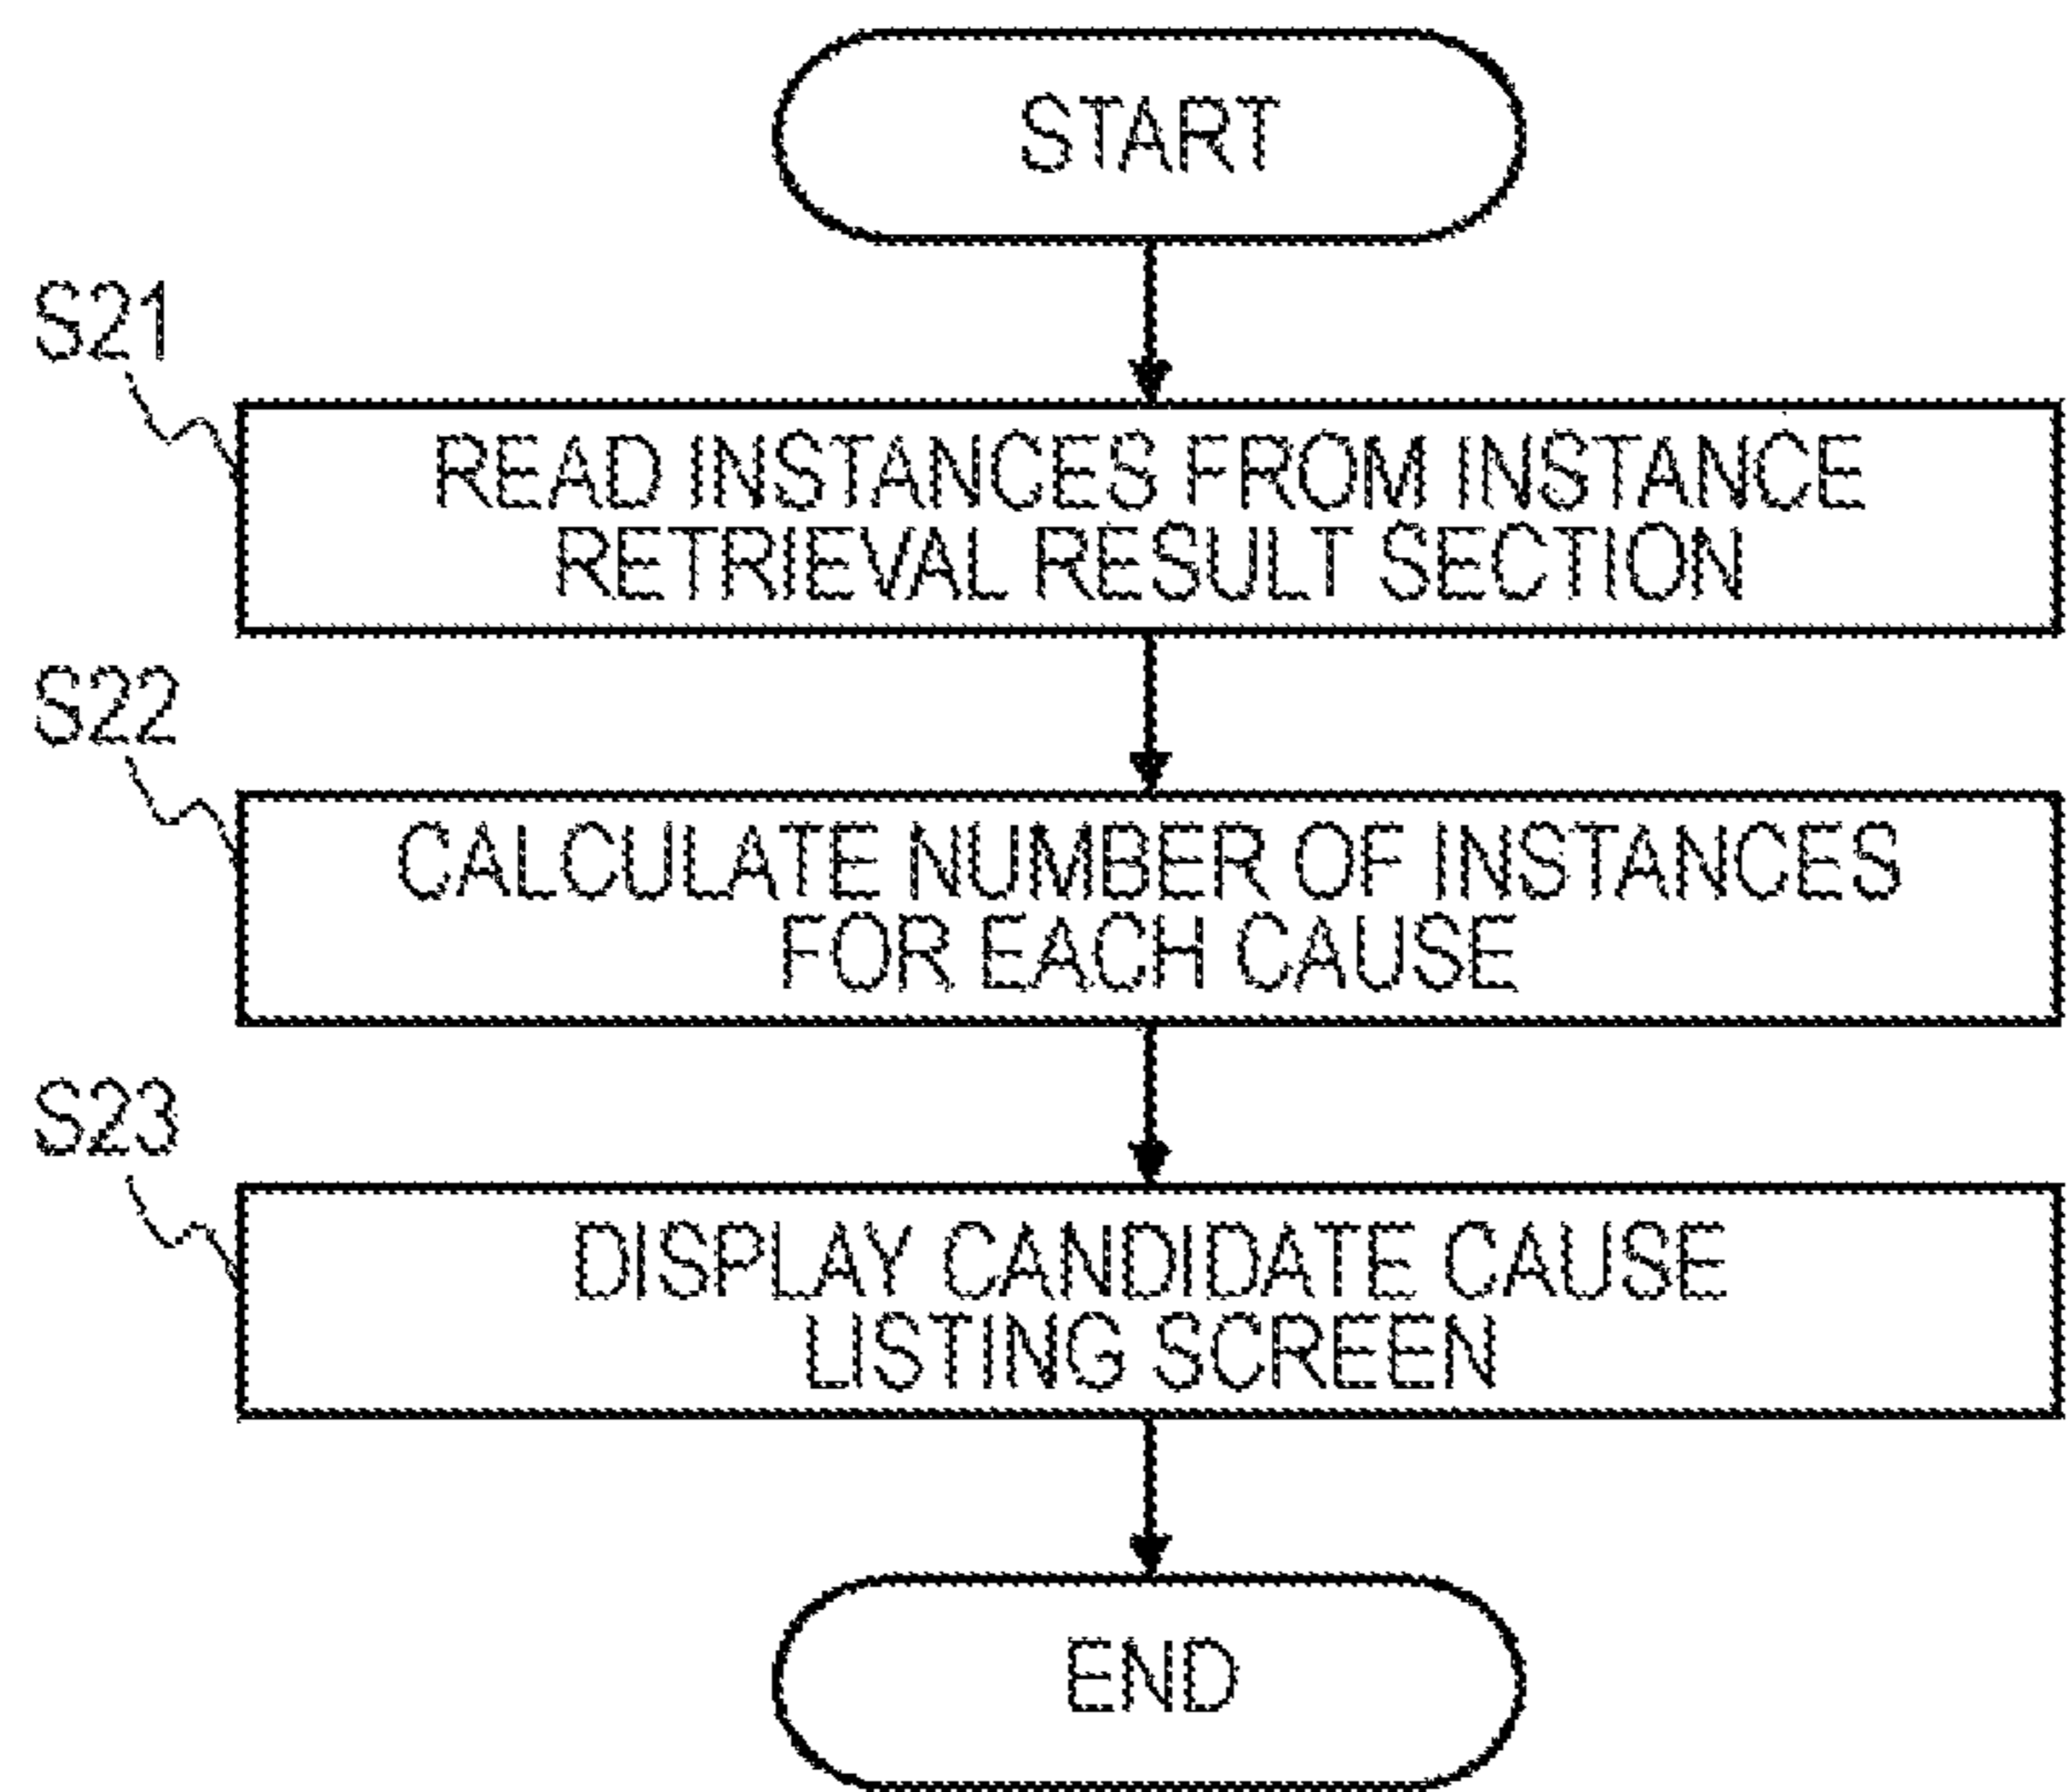 START
S21
READ INSTANCES FROM INSTANCE
RETRIEVAL RESULT SECTION
S22
CALCULATE NUMBER OF INSTANCES
FOR EACH CAUSE
S23
DISPLAY CANDIDATE CAUSE
LISTING SCREEN
END